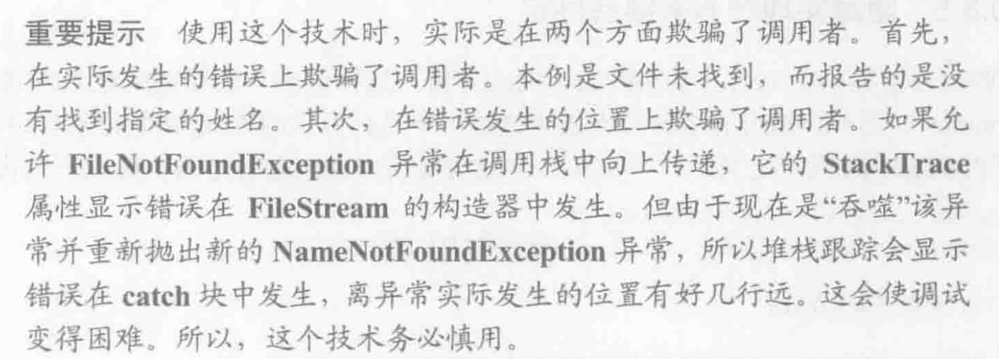 重要提示 使用这个技术时，实际是在两个方面欺骗了调用者。首先，
在实际发生的错误上欺骗了调用者。本例是文件未找到，而报告的是没
有找到指定的姓名。其次，在错误发生的位置上欺骗了调用者。如果允
许 FileNotFoundException 异常在调用栈中向上传递，它的 StackTrace
属性显示错误在 FileStream 的构造器中发生。但由于现在是“吞噬”该异
常并重新抛出新的 NameNotFoundException 异常，所以堆栈跟踪会显示
错误在 catch 块中发生，离异常实际发生的位置有好几行远。这会使调试
变得困难。所以，这个技术务必慎用。